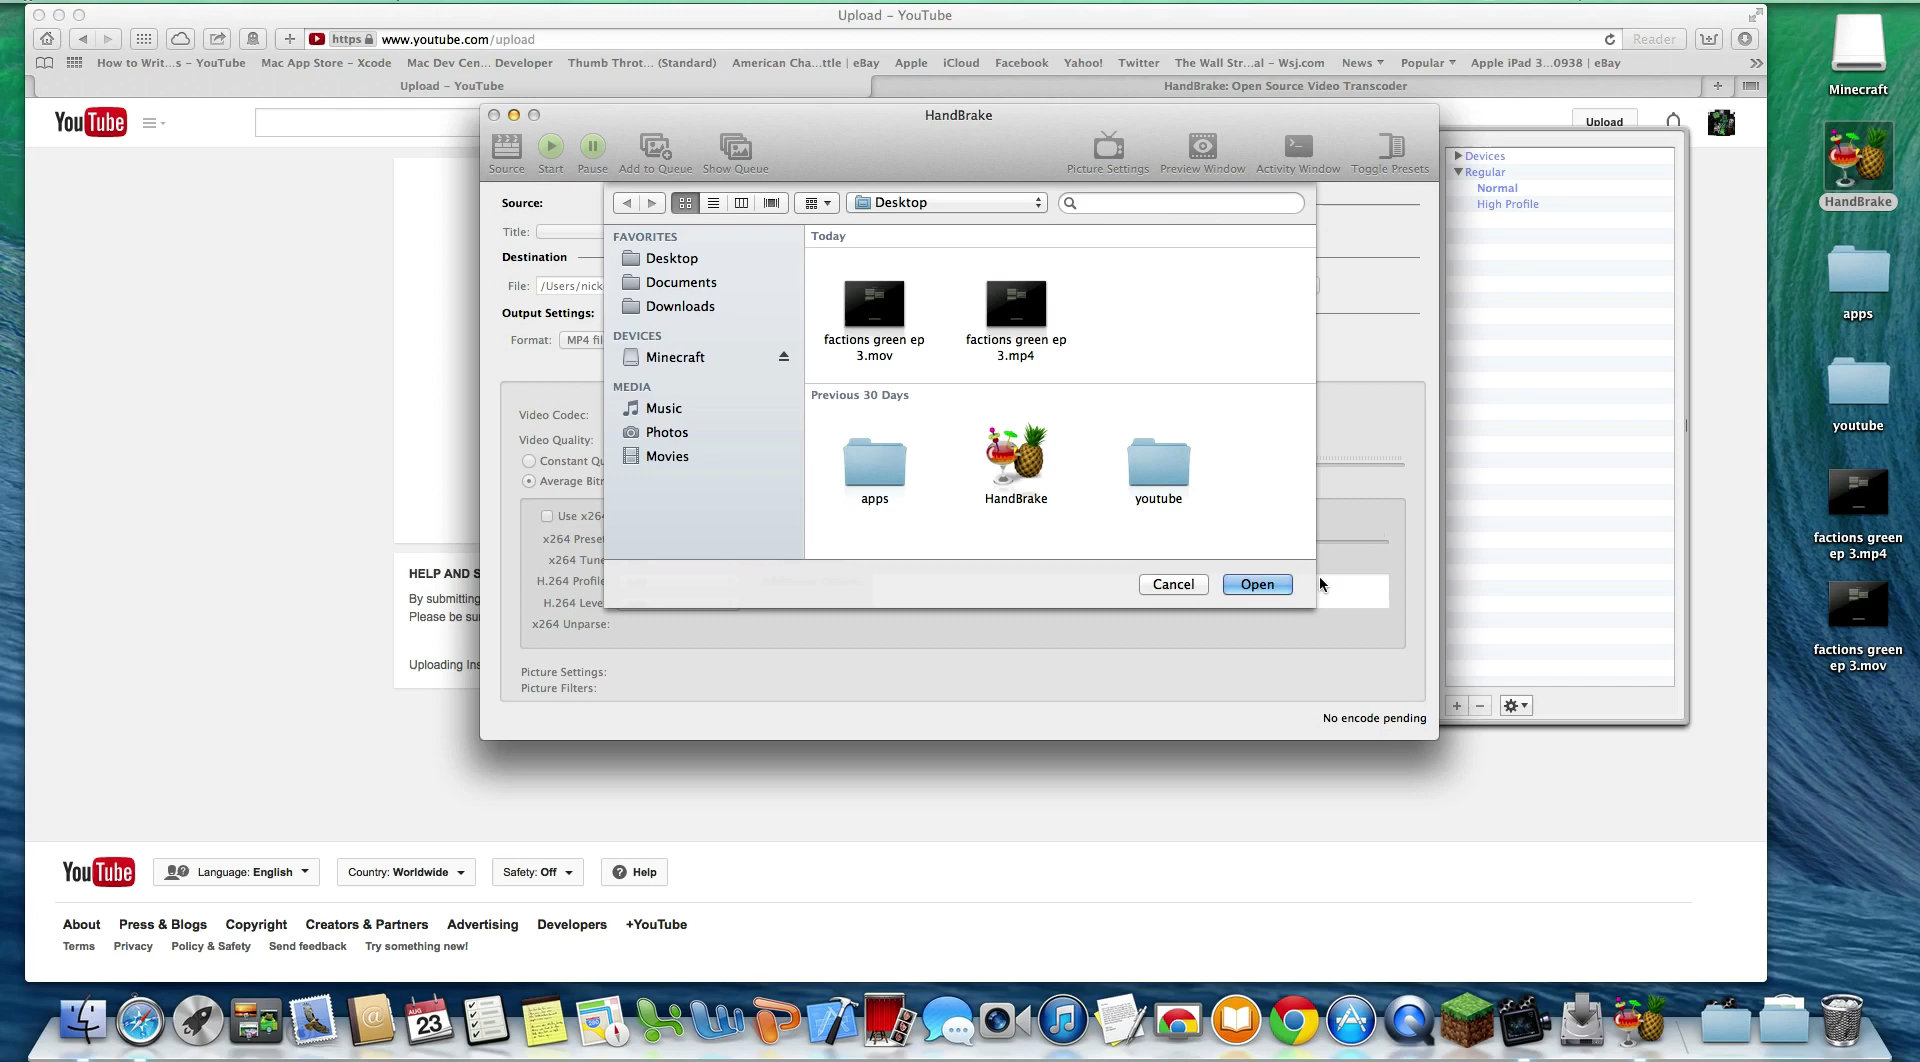 Upload – YouTube
https www.youtube.com/upload
Reader
How to Writ...s – YouTube Mac App Store – Xcode Mac Dev Cen... Developer Thumb Throt... (Standard) American Cha...ttle | eBay Apple iCloud Facebook Yahoo! Twitter The Wall Str...al – Wsj.com News Popular Apple iPad 3...0938 | eBay
Upload – YouTube
HandBrake: Open Source Video Transcoder
YouTube
Upload
HandBrake
Source Start Pause Add to Queue Show Queue Picture Settings Preview Window Activity Window Toggle Presets
Source:
Title:
Destination
File: /Users/nick
Output Settings:
Format: MP4 fil
Video Codec:
Video Quality:
Constant Qu
Average Bitr
Use x264
x264 Prese
x264 Tune
H.264 Profile
H.264 Leve
x264 Unparse:
Picture Settings:
Picture Filters:
No encode pending
Desktop
FAVORITES
Desktop
Documents
Downloads
DEVICES
Minecraft
MEDIA
Music
Photos
Movies
Today
factions green ep
3.mov
factions green ep
3.mp4
Previous 30 Days
apps
HandBrake
youtube
Cancel
Open
Devices
Regular
Normal
High Profile
HELP AND S
By submitting
Please be su
Uploading Ins
YouTube
Language: English
Country: Worldwide
Safety: Off
Help
About Press & Blogs Copyright Creators & Partners Advertising Developers +YouTube
Terms Privacy Policy & Safety Send feedback Try something new!
Minecraft
HandBrake
apps
youtube
factions green
ep 3.mp4
factions green
ep 3.mov
AUG
23